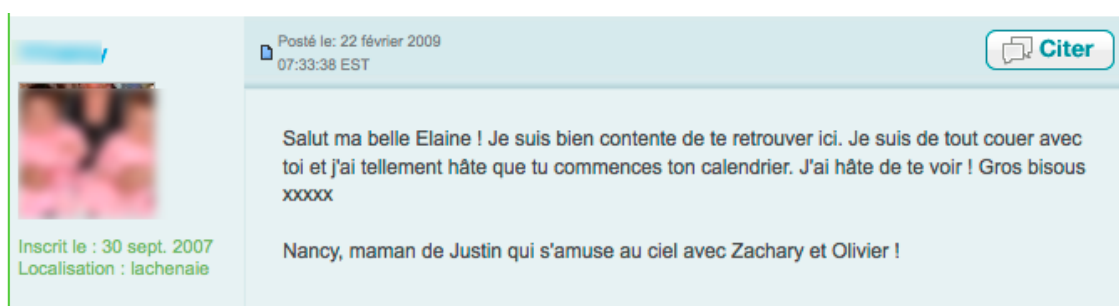 Posté le: 22 février 2009
07:33:38 EST
Citer
Salut ma belle Elaine ! Je suis bien contente de te retrouver ici. Je suis de tout couer avec
toi et j'ai tellement hâte que tu commences ton calendrier. J'ai hâte de te voir ! Gros bisous
xxxxx
Nancy, maman de Justin qui s'amuse au ciel avec Zachary et Olivier !
Inscrit le : 30 sept. 2007
Localisation : lachenaie